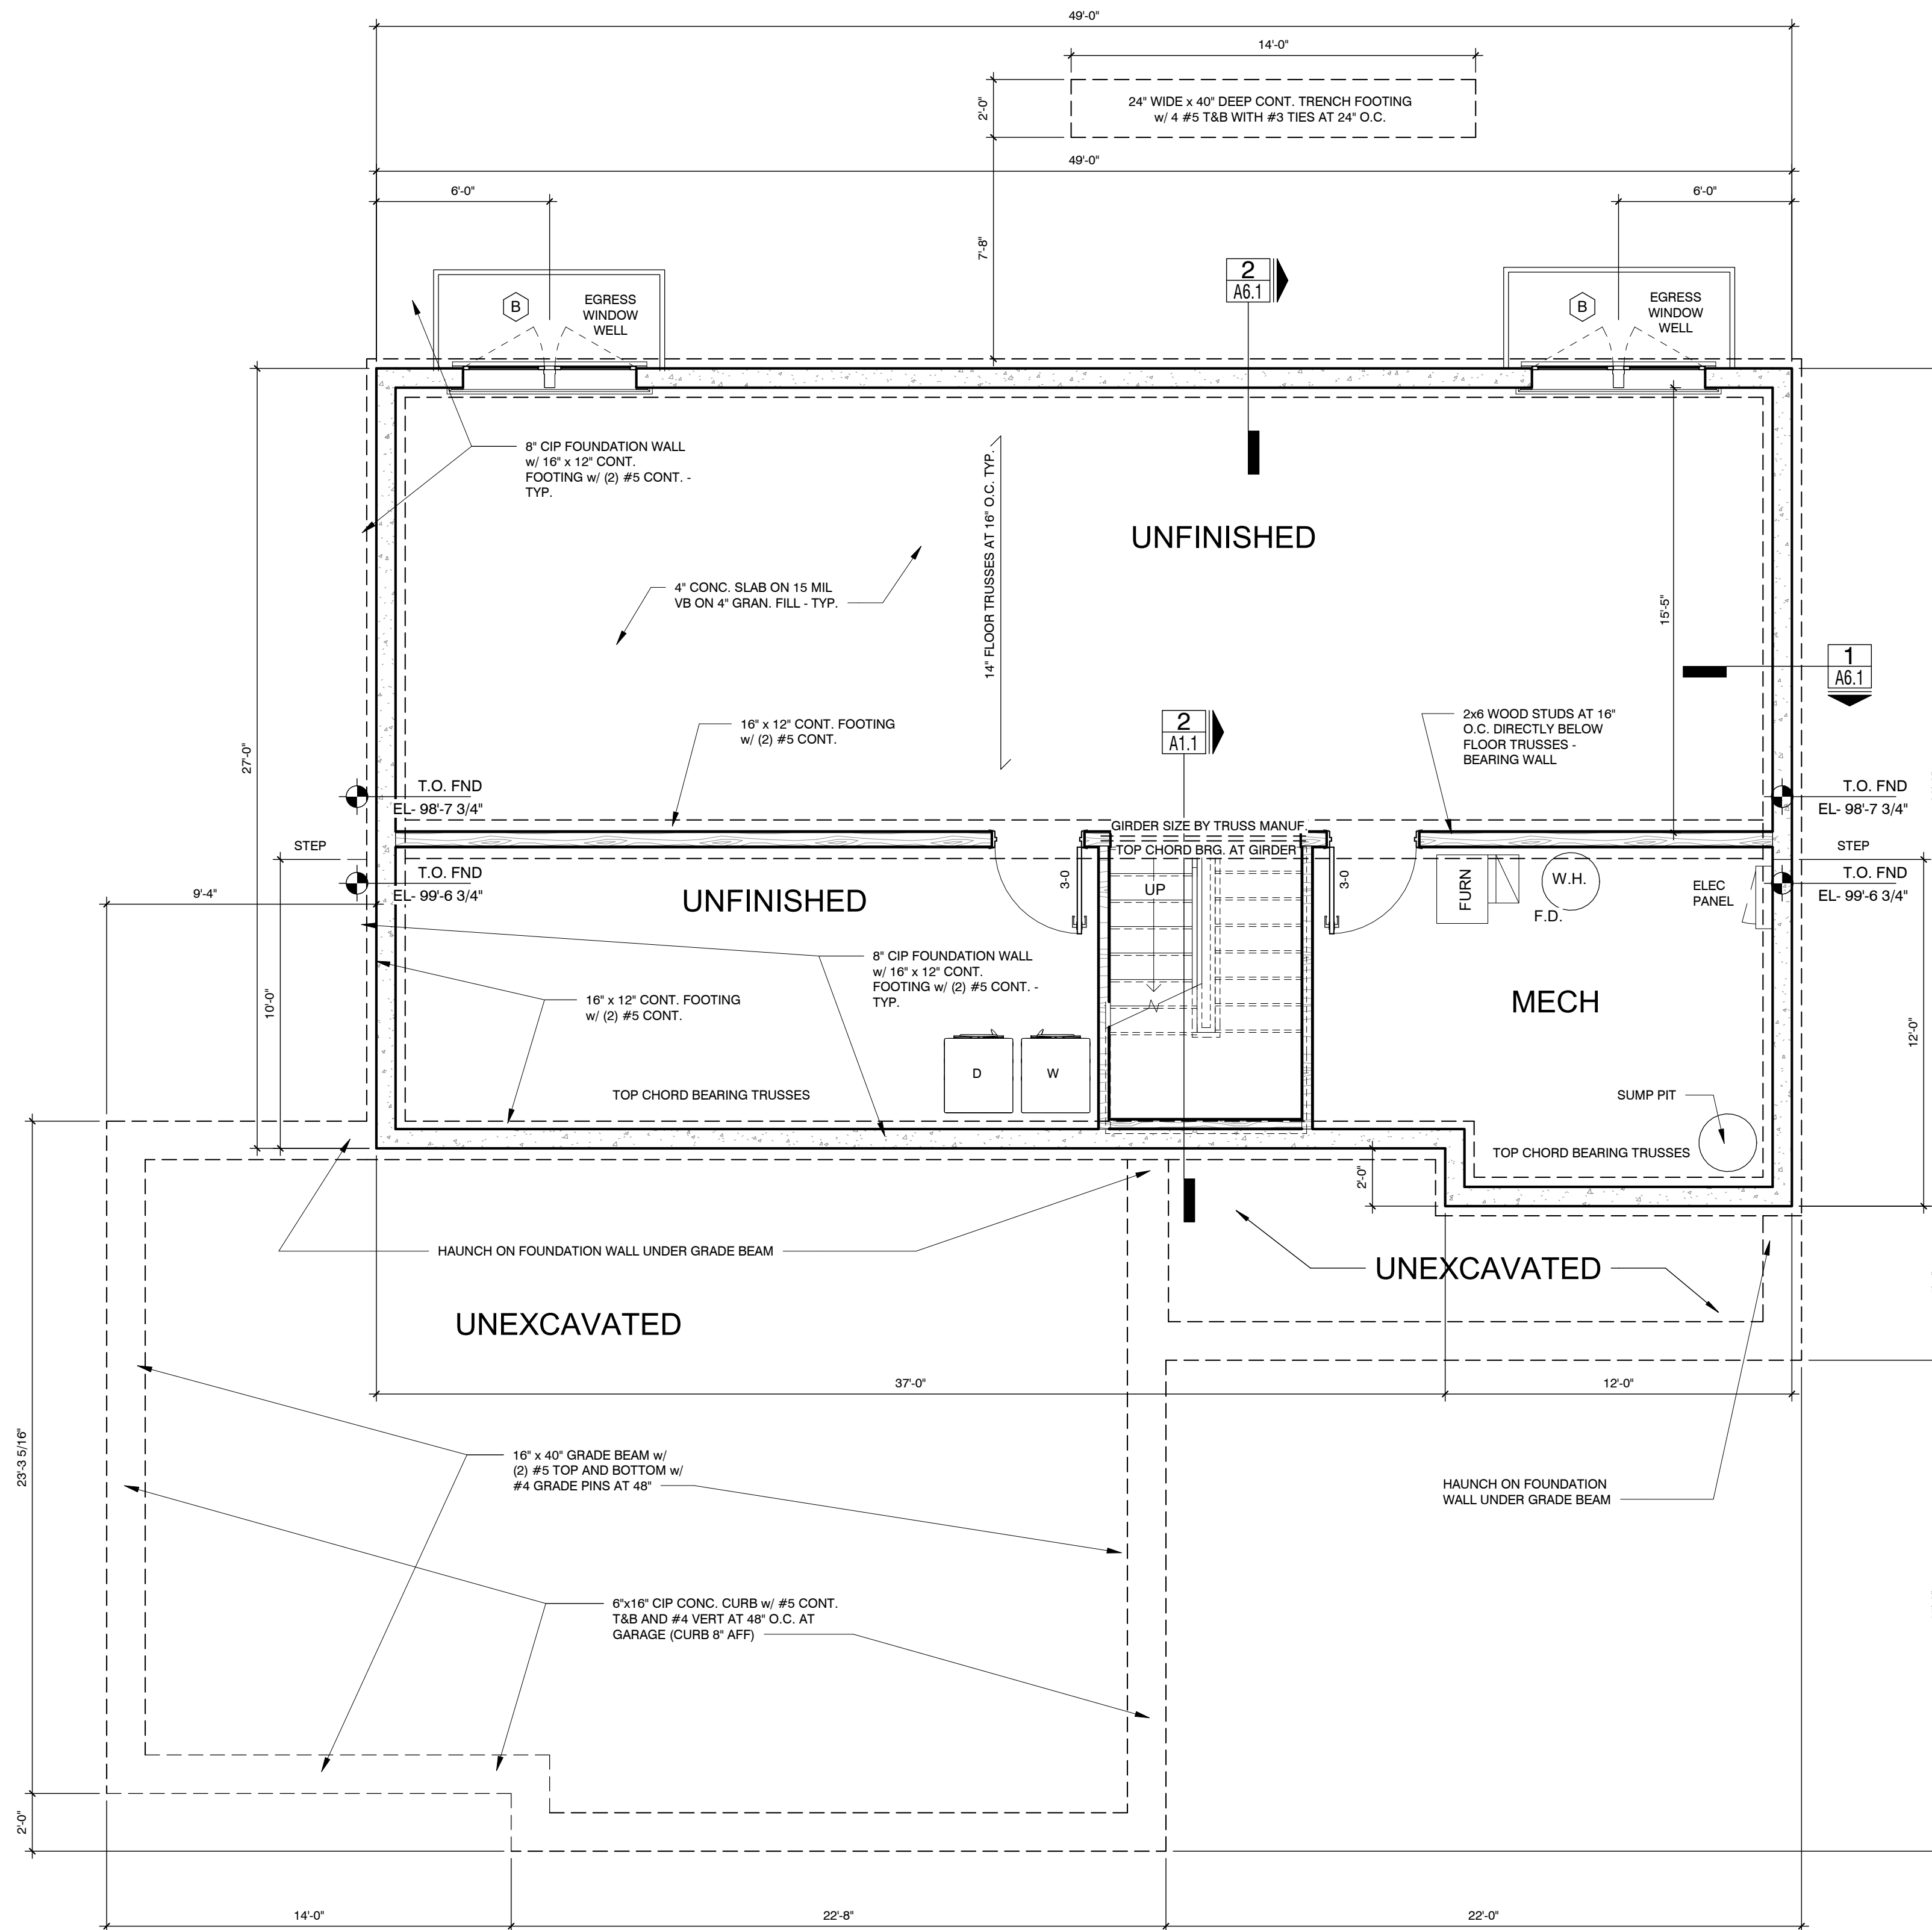 49'-0"
14'-0"
2'-0"
24" WIDE x 40" DEEP CONT. TRENCH FOOTING
w/ 4 #5 T&B WITH #3 TIES AT 24" O.C.
49'-0"
6'-0"
6'-0"
7'-8"
2
A6.1
B
EGRESS
WINDOW
WELL
B
EGRESS
WINDOW
WELL
8" CIP FOUNDATION WALL
w/ 16" x 12" CONT.
FOOTING w/ (2) #5 CONT. -
TYP.
14" FLOOR TRUSSES AT 16" O.C. TYP.
UNFINISHED
4" CONC. SLAB ON 15 MIL
VB ON 4" GRAN. FILL - TYP.
15'-5"
1
A6.1
16" x 12" CONT. FOOTING
w/ (2) #5 CONT.
2
A1.1
2x6 WOOD STUDS AT 16"
O.C. DIRECTLY BELOW
FLOOR TRUSSES -
BEARING WALL
27'-0"
T.O. FND
EL- 98'-7 3/4"
T.O. FND
EL- 98'-7 3/4"
GIRDER SIZE BY TRUSS MANUF.
TOP CHORD BRG. AT GIRDER
STEP
STEP
T.O. FND
EL- 99'-6 3/4"
T.O. FND
EL- 99'-6 3/4"
9'-4"
UNFINISHED
3-0
UP
3-0
FURN
W.H.
F.D.
ELEC
PANEL
8" CIP FOUNDATION WALL
w/ 16" x 12" CONT.
FOOTING w/ (2) #5 CONT. -
TYP.
10'-0"
16" x 12" CONT. FOOTING
w/ (2) #5 CONT.
MECH
12'-0"
D
W
TOP CHORD BEARING TRUSSES
SUMP PIT
TOP CHORD BEARING TRUSSES
2'-0"
HAUNCH ON FOUNDATION WALL UNDER GRADE BEAM
UNEXCAVATED
UNEXCAVATED
37'-0"
12'-0"
23'-3 5/16"
16" x 40" GRADE BEAM w/
(2) #5 TOP AND BOTTOM w/
#4 GRADE PINS AT 48"
HAUNCH ON FOUNDATION
WALL UNDER GRADE BEAM
6"x16" CIP CONC. CURB w/ #5 CONT.
T&B AND #4 VERT AT 48" O.C. AT
GARAGE (CURB 8" AFF)
2'-0"
14'-0"
22'-8"
22'-0"